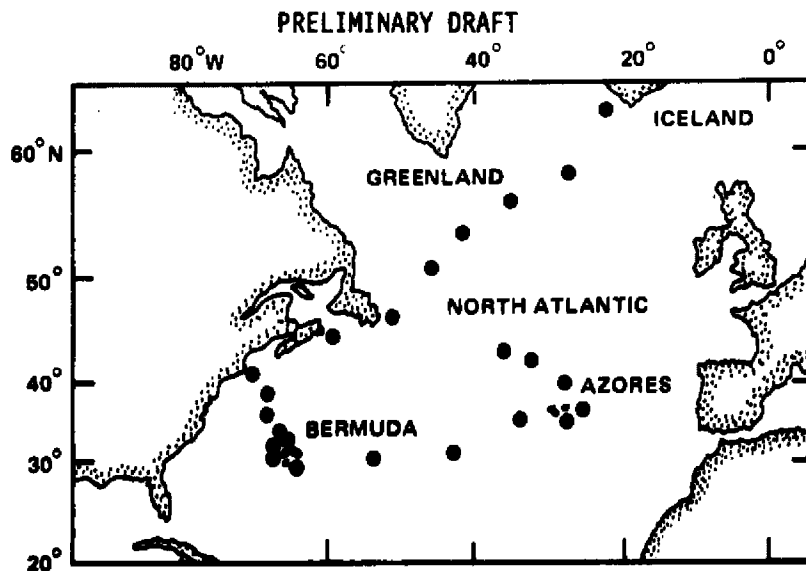 PRELIMINARY DRAFT
80°W 60° 40° 20° 0°
ICELAND
60°N
GREENLAND
50°
NORTH ATLANTIC
40°
AZORES
BERMUDA
30°
20°